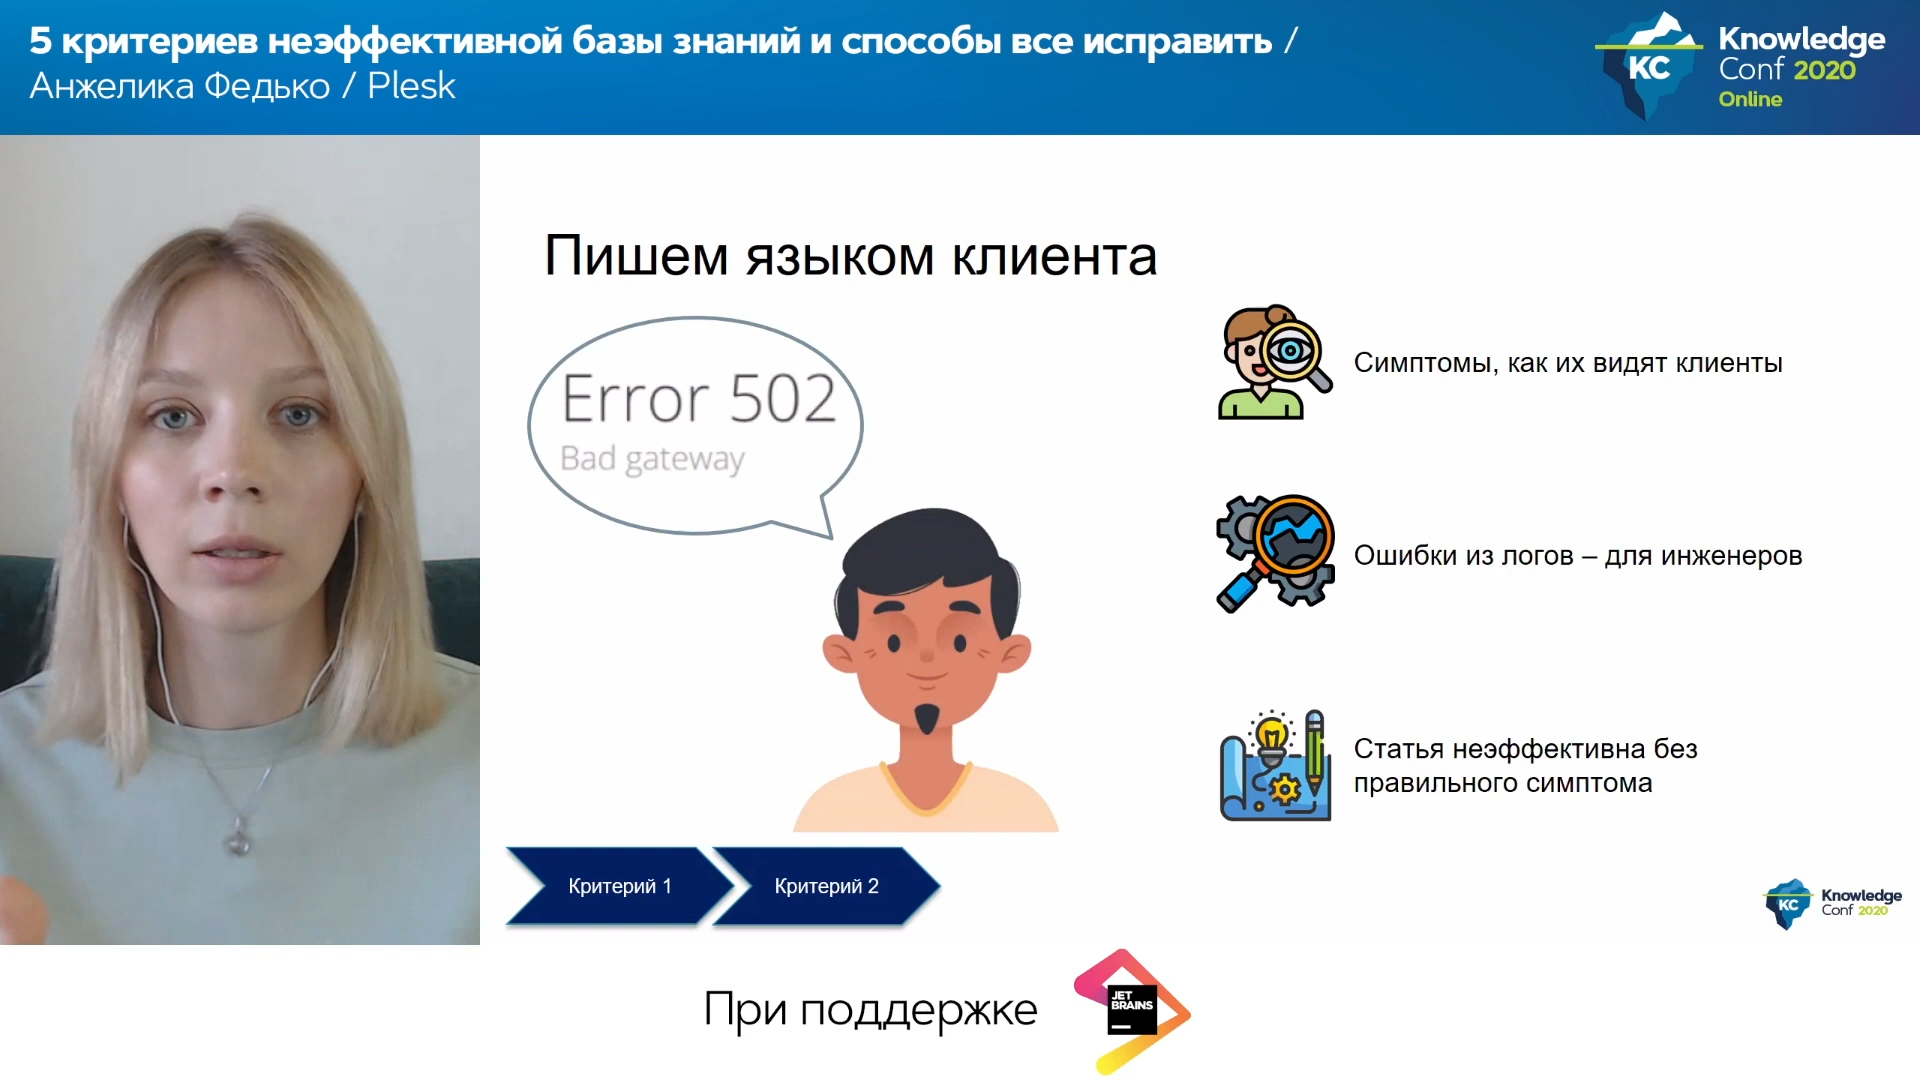 5 критериев неэффективной базы знаний и способы все исправить /
Анжелика Федько / Plesk
KC
Knowledge
Conf 2020
Online
Пишем языком клиента
Error 502
Bad gateway
Симптомы, как их видят клиенты
Ошибки из логов – для инженеров
Статья неэффективна без
правильного симптома
Критерий 1
Критерий 2
KC
Knowledge
Conf 2020
При поддержке
JET
BRAINS